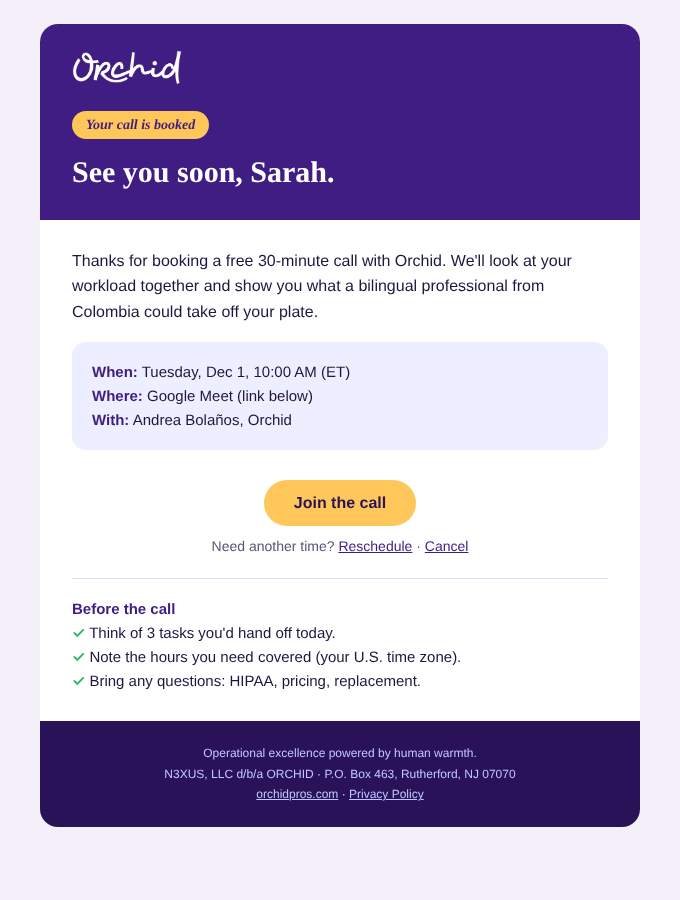 Orchid
Your call is booked
See you soon, Sarah.
Thanks for booking a free 30-minute call with Orchid. We'll look at your
workload together and show you what a bilingual professional from
Colombia could take off your plate.
When: Tuesday, Dec 1, 10:00 AM (ET)
Where: Google Meet (link below)
With: Andrea Bolaños, Orchid
Join the call
Need another time? Reschedule · Cancel
Before the call
✓ Think of 3 tasks you'd hand off today.
✓ Note the hours you need covered (your U.S. time zone).
✓ Bring any questions: HIPAA, pricing, replacement.
Operational excellence powered by human warmth.
N3XUS, LLC d/b/a ORCHID · P.O. Box 463, Rutherford, NJ 07070
orchidpros.com · Privacy Policy